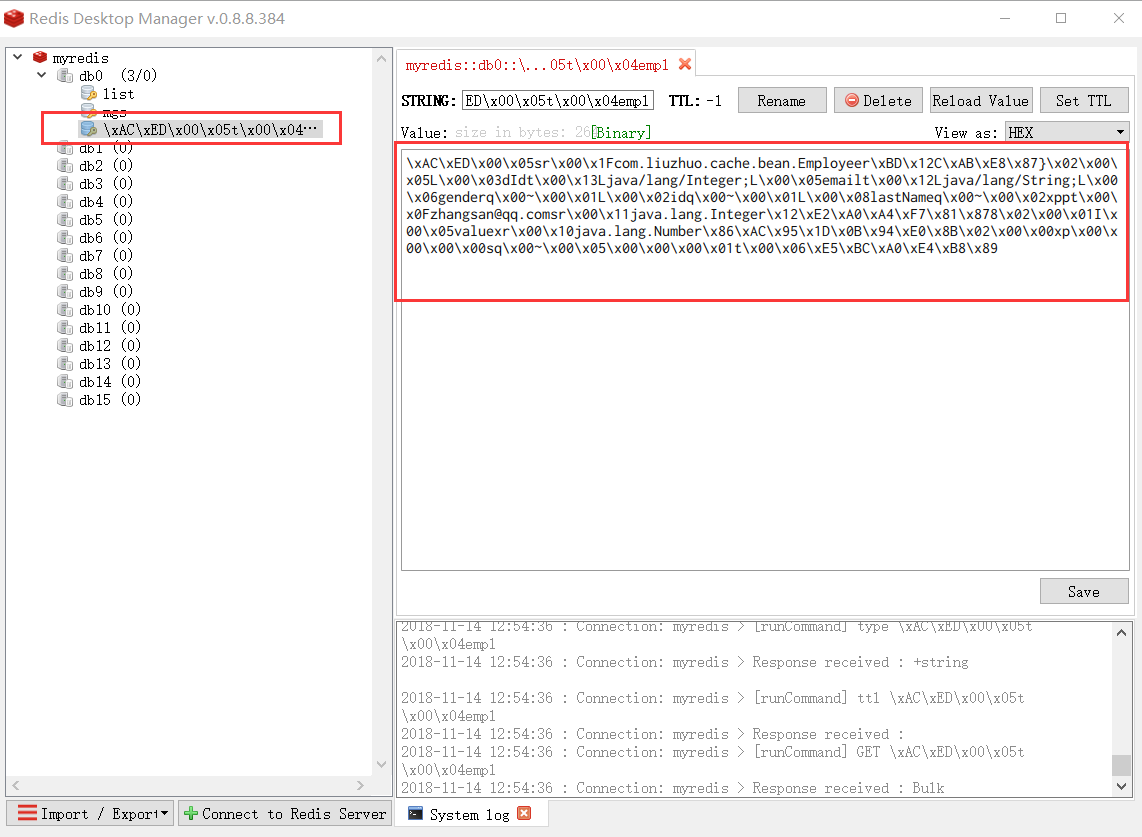 Redis Desktop Manager v.0.8.8.384
myredis
db0 (3/0)
list
mgs
\xAC\xED\x00\x05t\x00\x04···
db1 (0)
db2 (0)
db3 (0)
db4 (0)
db5 (0)
db6 (0)
db7 (0)
db8 (0)
db9 (0)
db10 (0)
db11 (0)
db12 (0)
db13 (0)
db14 (0)
db15 (0)
Import / Export
Connect to Redis Server
myredis::db0::\...05t\x00\x04emp1
STRING: ED\x00\x05t\x00\x04emp1 TTL: -1 Rename Delete Reload Value Set TTL
Value: size in bytes: 26 [Binary] View as: HEX
\xAC\xED\x00\x05sr\x00\x1Fcom.liuzhuo.cache.bean.Employeer\xBD\x12C\xAB\xE8\x87}\x02\x00\
x05L\x00\x03dIdt\x00\x13Ljava/lang/Integer;L\x00\x05emailt\x00\x12Ljava/lang/String;L\x00
\x06genderq\x00~\x00\x01L\x00\x02idq\x00~\x00\x01L\x00\x08lastNameq\x00~\x00\x02xppt\x00\
x0Fzhangsan@qq.comsr\x00\x11java.lang.Integer\x12\xE2\xA0\xA4\xF7\x81\x878\x02\x00\x01I\x
00\x05valuexr\x00\x10java.lang.Number\x86\xAC\x95\x1D\x0B\x94\xE0\x8B\x02\x00\x00xp\x00\x
00\x00\x00sq\x00~\x00\x05\x00\x00\x00\x01t\x00\x06\xE5\xBC\xA0\xE4\xB8\x89
Save
2018-11-14 12:54:36 : Connection: myredis > [runCommand] type \xAC\xED\x00\x05t
\x00\x04emp1
2018-11-14 12:54:36 : Connection: myredis > Response received : +string
2018-11-14 12:54:36 : Connection: myredis > [runCommand] ttl \xAC\xED\x00\x05t
\x00\x04emp1
2018-11-14 12:54:36 : Connection: myredis > Response received :
2018-11-14 12:54:36 : Connection: myredis > [runCommand] GET \xAC\xED\x00\x05t
\x00\x04emp1
2018-11-14 12:54:36 : Connection: myredis > Response received : Bulk
System log